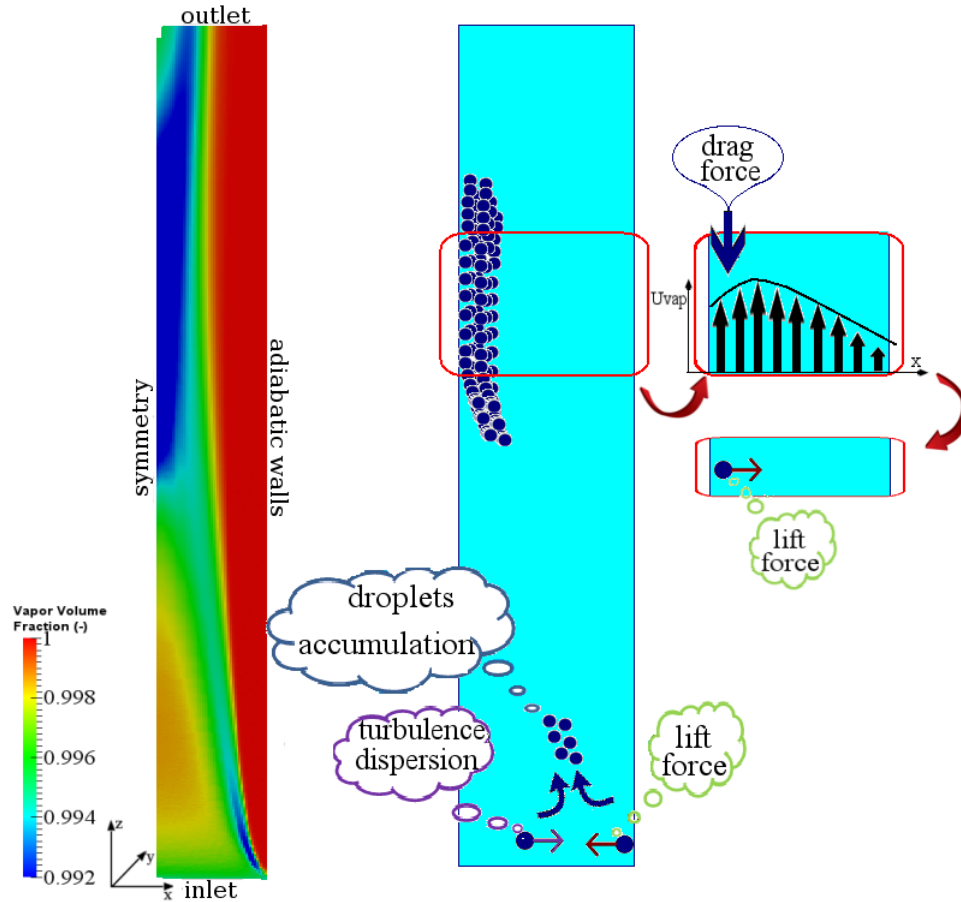 outlet
symmetry
adiabatic walls
Vapor Volume
Fraction (-)
1
0.998
0.996
0.994
0.992
z
y
x
inlet
drag
force
Uvap
x
lift
force
droplets
accumulation
turbulence
dispersion
lift
force